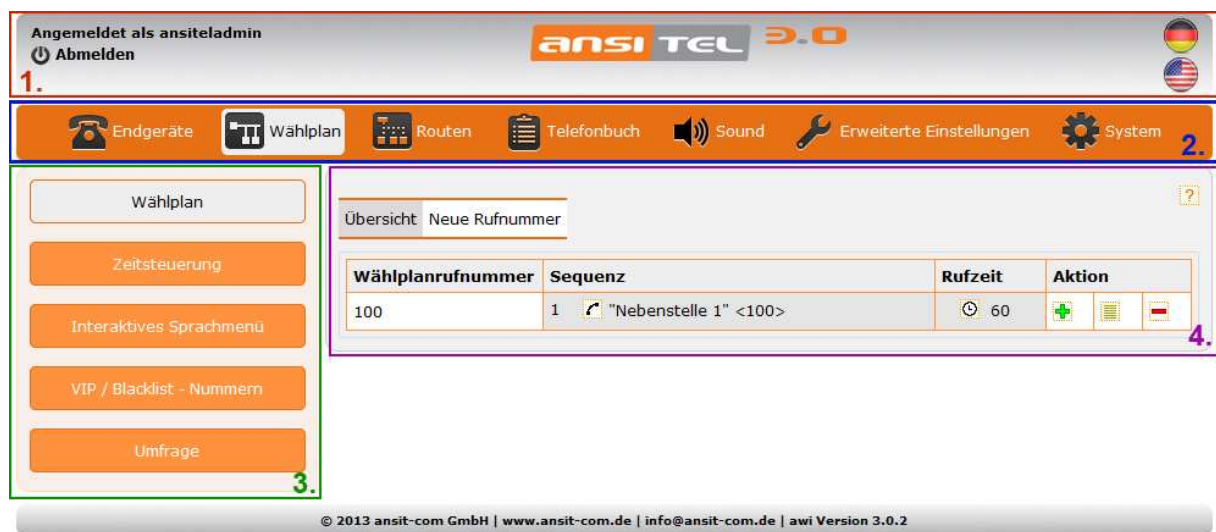 Angemeldet als ansiteladmin
Abmelden
ansi TEL 3.0
1.
Endgeräte Wählplan Routen Telefonbuch Sound Erweiterte Einstellungen System
2.
Wählplan
Zeitsteuerung
Interaktives Sprachmenü
VIP / Blacklist - Nummern
Umfrage
3.
?
Übersicht Neue Rufnummer
Wählplanrufnummer Sequenz Rufzeit Aktion
100 1 "Nebenstelle 1" <100> 60
4.
© 2013 ansit-com GmbH | www.ansit-com.de | info@ansit-com.de | awi Version 3.0.2